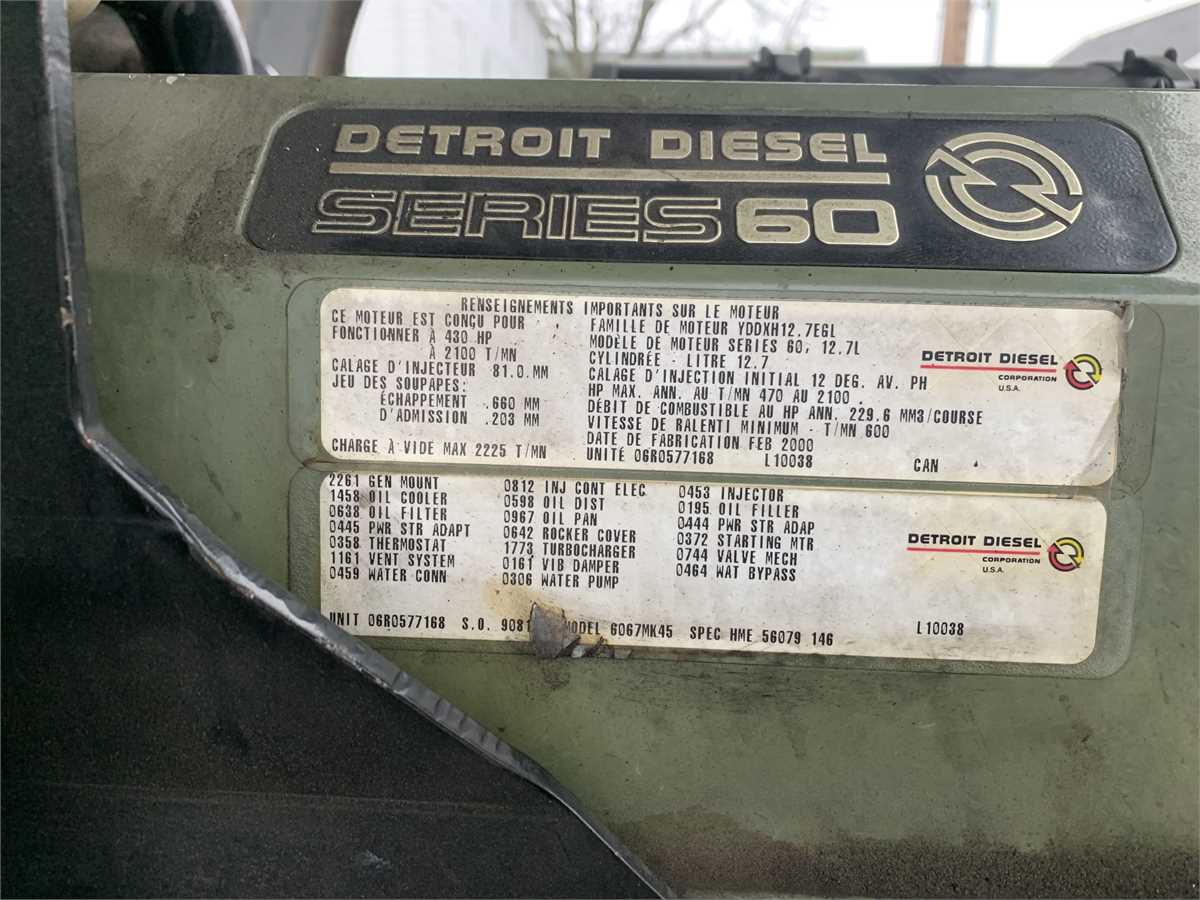 DETROIT DIESEL
SERIES 60
RENSEIGNEMENTS IMPORTANTS SUR LE MOTEUR
CE MOTEUR EST CONÇU POUR
FONCTIONNER À 430 HP
À 2100 T/MN
CALAGE D'INJECTEUR 81.0 MM
JEU DES SOUPAPES:
ÉCHAPPEMENT .660 MM
D'ADMISSION .203 MM
CHARGE À VIDE MAX 2225 T/MN
FAMILLE DE MOTEUR YDDXH12.7EGL
MODÈLE DE MOTEUR SERIES 60, 12.7L
CYLINDRÉE - LITRE 12.7
CALAGE D'INJECTION INITIAL 12 DEG. AV. PH
HP MAX. ANN. AU T/MN 470 AU 2100 .
DÉBIT DE COMBUSTIBLE AU HP ANN. 229.6 MM3/COURSE
VITESSE DE RALENTI MINIMUM - T/MN 600
DATE DE FABRICATION FEB 2000
UNITÉ 06R0577168 L10038 CAN
DETROIT DIESEL
CORPORATION
U.S.A.
2261 GEN MOUNT
1458 OIL COOLER
0638 OIL FILTER
0445 PWR STR ADAPT
0358 THERMOSTAT
1161 VENT SYSTEM
0459 WATER CONN
0812 INJ CONT ELEC
0598 OIL DIST
0967 OIL PAN
0642 ROCKER COVER
1773 TURBOCHARGER
0161 VIB DAMPER
0306 WATER PUMP
0453 INJECTOR
0195 OIL FILLER
0444 PWR STR ADAP
0372 STARTING MTR
0744 VALVE MECH
0464 WAT BYPASS
DETROIT DIESEL
CORPORATION
U.S.A.
UNIT 06R0577168 S.O. MODEL 6067MK45 SPEC HME 56079 146 L10038